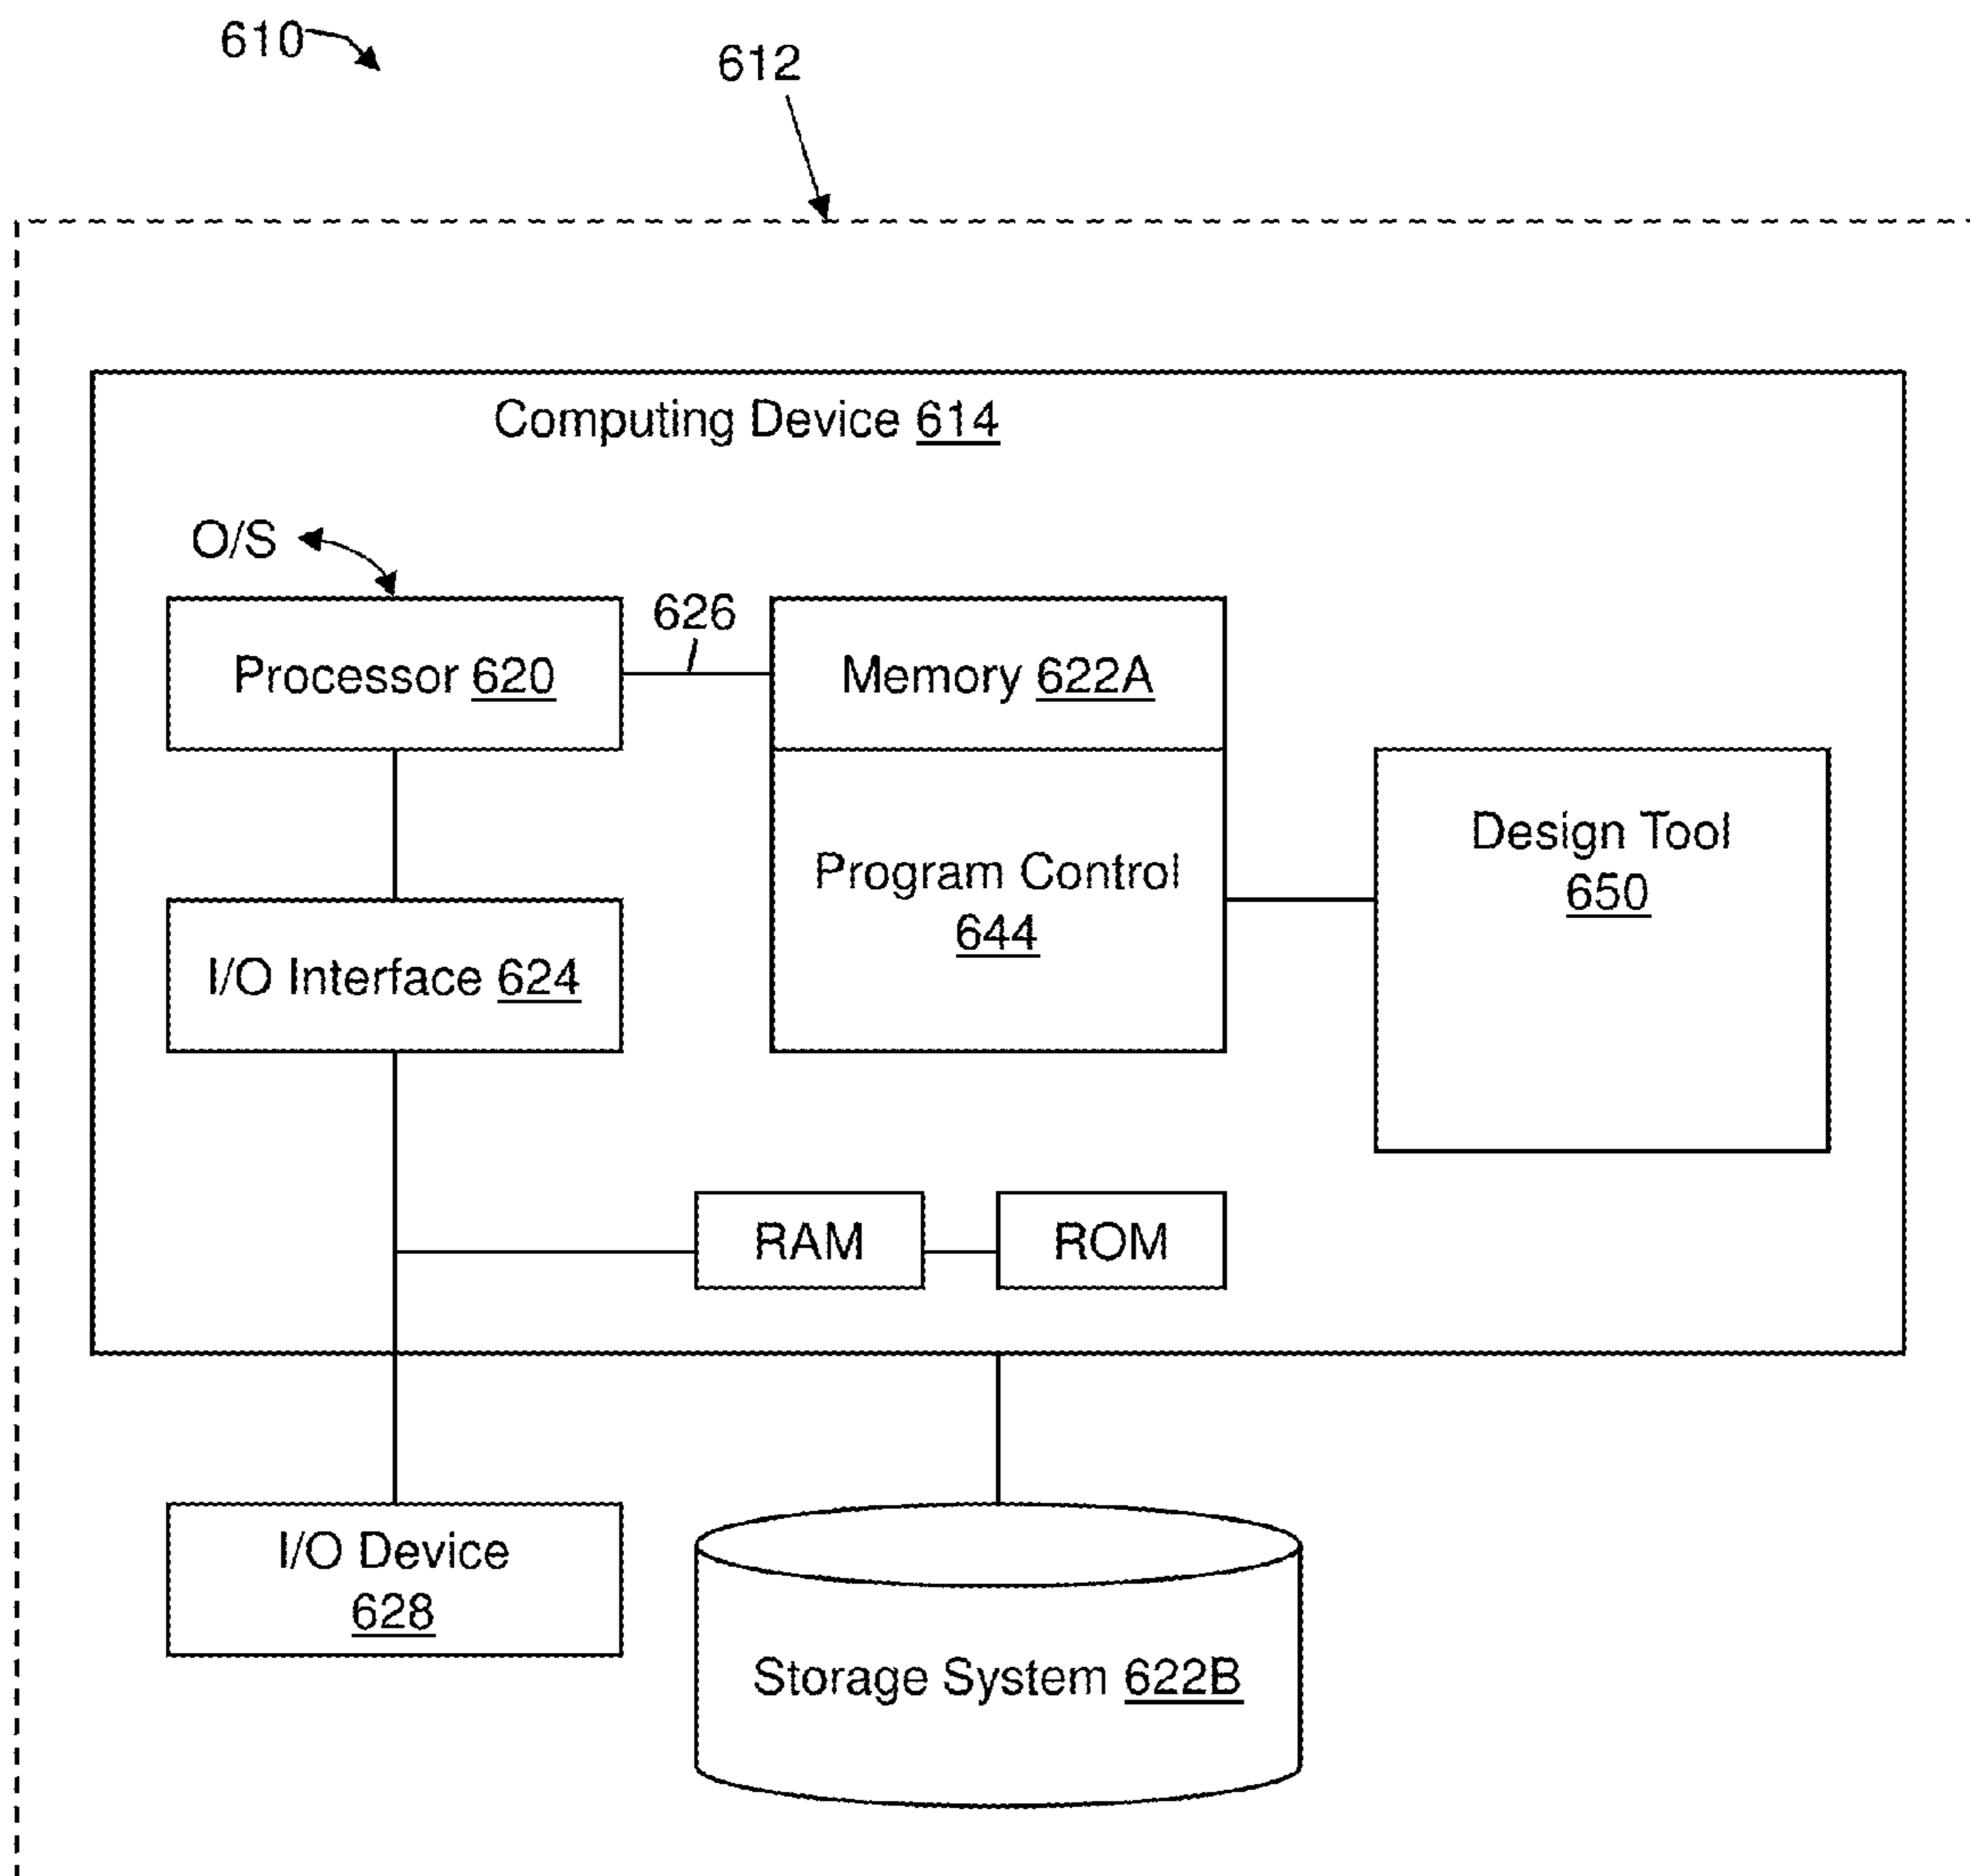 610
612
Computing Device 614
O/S
626
Processor 620
Memory 622A
Design Tool
650
Program Control
644
I/O Interface 624
RAM
ROM
I/O Device
628
Storage System 622B